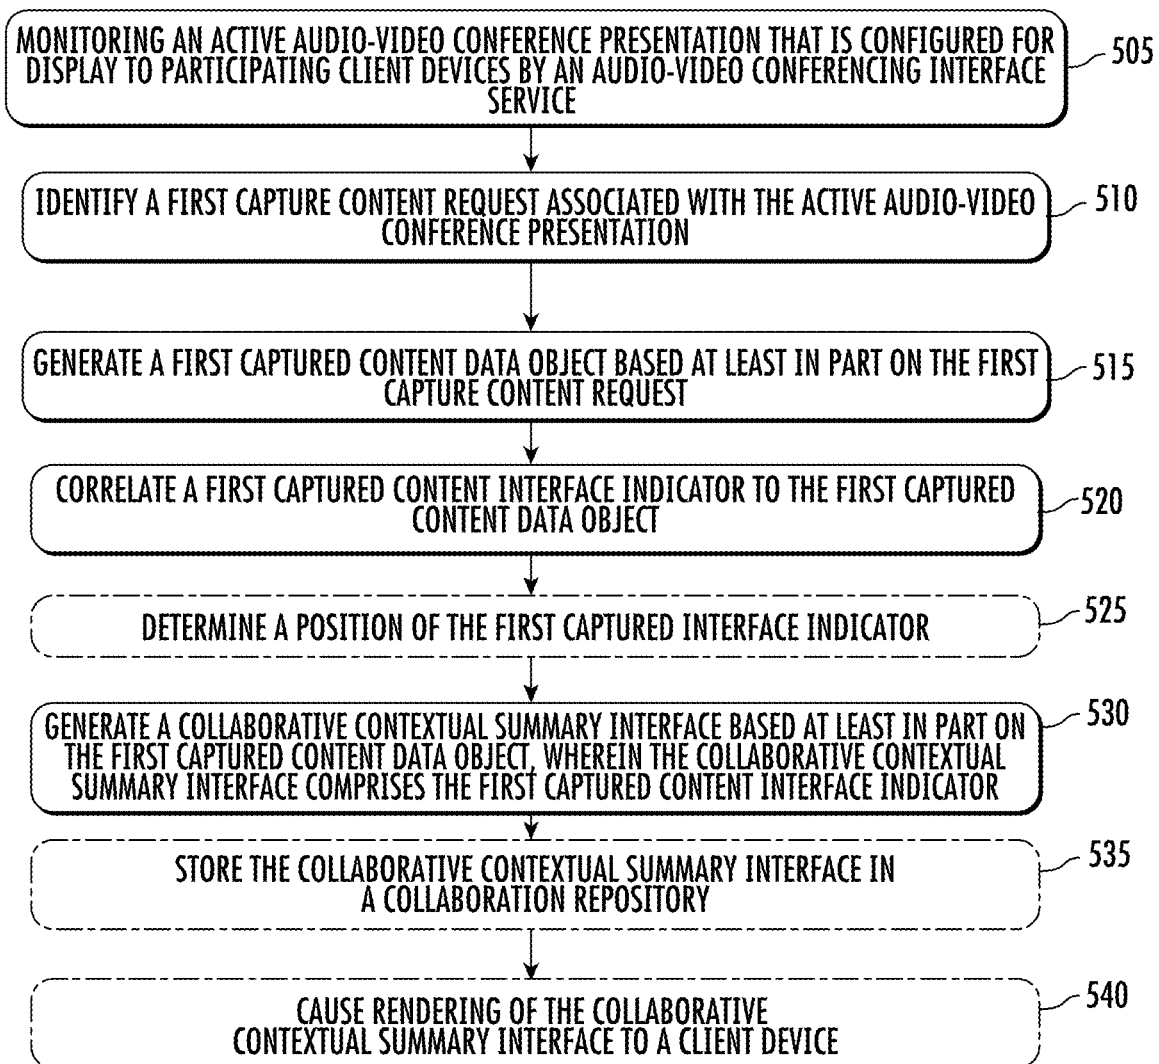 MONITORING AN ACTIVE AUDIO-VIDEO CONFERENCE PRESENTATION THAT IS CONFIGURED FOR
DISPLAY TO PARTICIPATING CLIENT DEVICES BY AN AUDIO-VIDEO CONFERENCING INTERFACE
SERVICE
505
IDENTIFY A FIRST CAPTURE CONTENT REQUEST ASSOCIATED WITH THE ACTIVE AUDIO-VIDEO
CONFERENCE PRESENTATION
510
GENERATE A FIRST CAPTURED CONTENT DATA OBJECT BASED AT LEAST IN PART ON THE FIRST
CAPTURE CONTENT REQUEST
515
CORRELATE A FIRST CAPTURED CONTENT INTERFACE INDICATOR TO THE FIRST CAPTURED
CONTENT DATA OBJECT
520
DETERMINE A POSITION OF THE FIRST CAPTURED INTERFACE INDICATOR
525
GENERATE A COLLABORATIVE CONTEXTUAL SUMMARY INTERFACE BASED AT LEAST IN PART ON
THE FIRST CAPTURED CONTENT DATA OBJECT, WHEREIN THE COLLABORATIVE CONTEXTUAL
SUMMARY INTERFACE COMPRISES THE FIRST CAPTURED CONTENT INTERFACE INDICATOR
530
STORE THE COLLABORATIVE CONTEXTUAL SUMMARY INTERFACE IN
A COLLABORATION REPOSITORY
535
CAUSE RENDERING OF THE COLLABORATIVE
CONTEXTUAL SUMMARY INTERFACE TO A CLIENT DEVICE
540